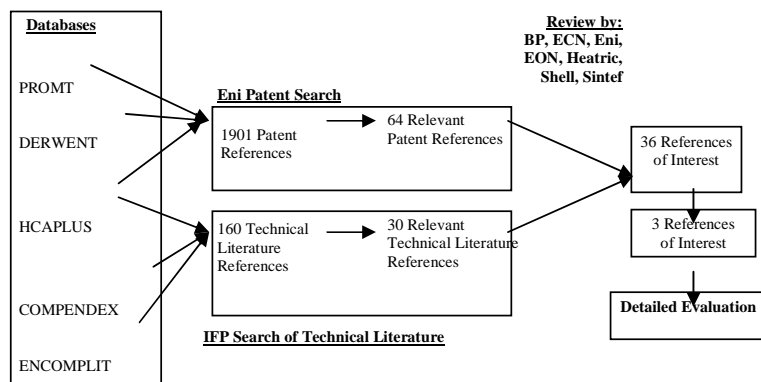 Databases
PROMT
DERWENT
HCAPLUS
COMPENDEX
ENCOMPLIT
Eni Patent Search
1901 Patent
References
64 Relevant
Patent References
160 Technical
Literature
References
30 Relevant
Technical Literature
References
IFP Search of Technical Literature
Review by:
BP, ECN, Eni,
EON, Heatric,
Shell, Sintef
36 References
of Interest
3 References
of Interest
Detailed Evaluation